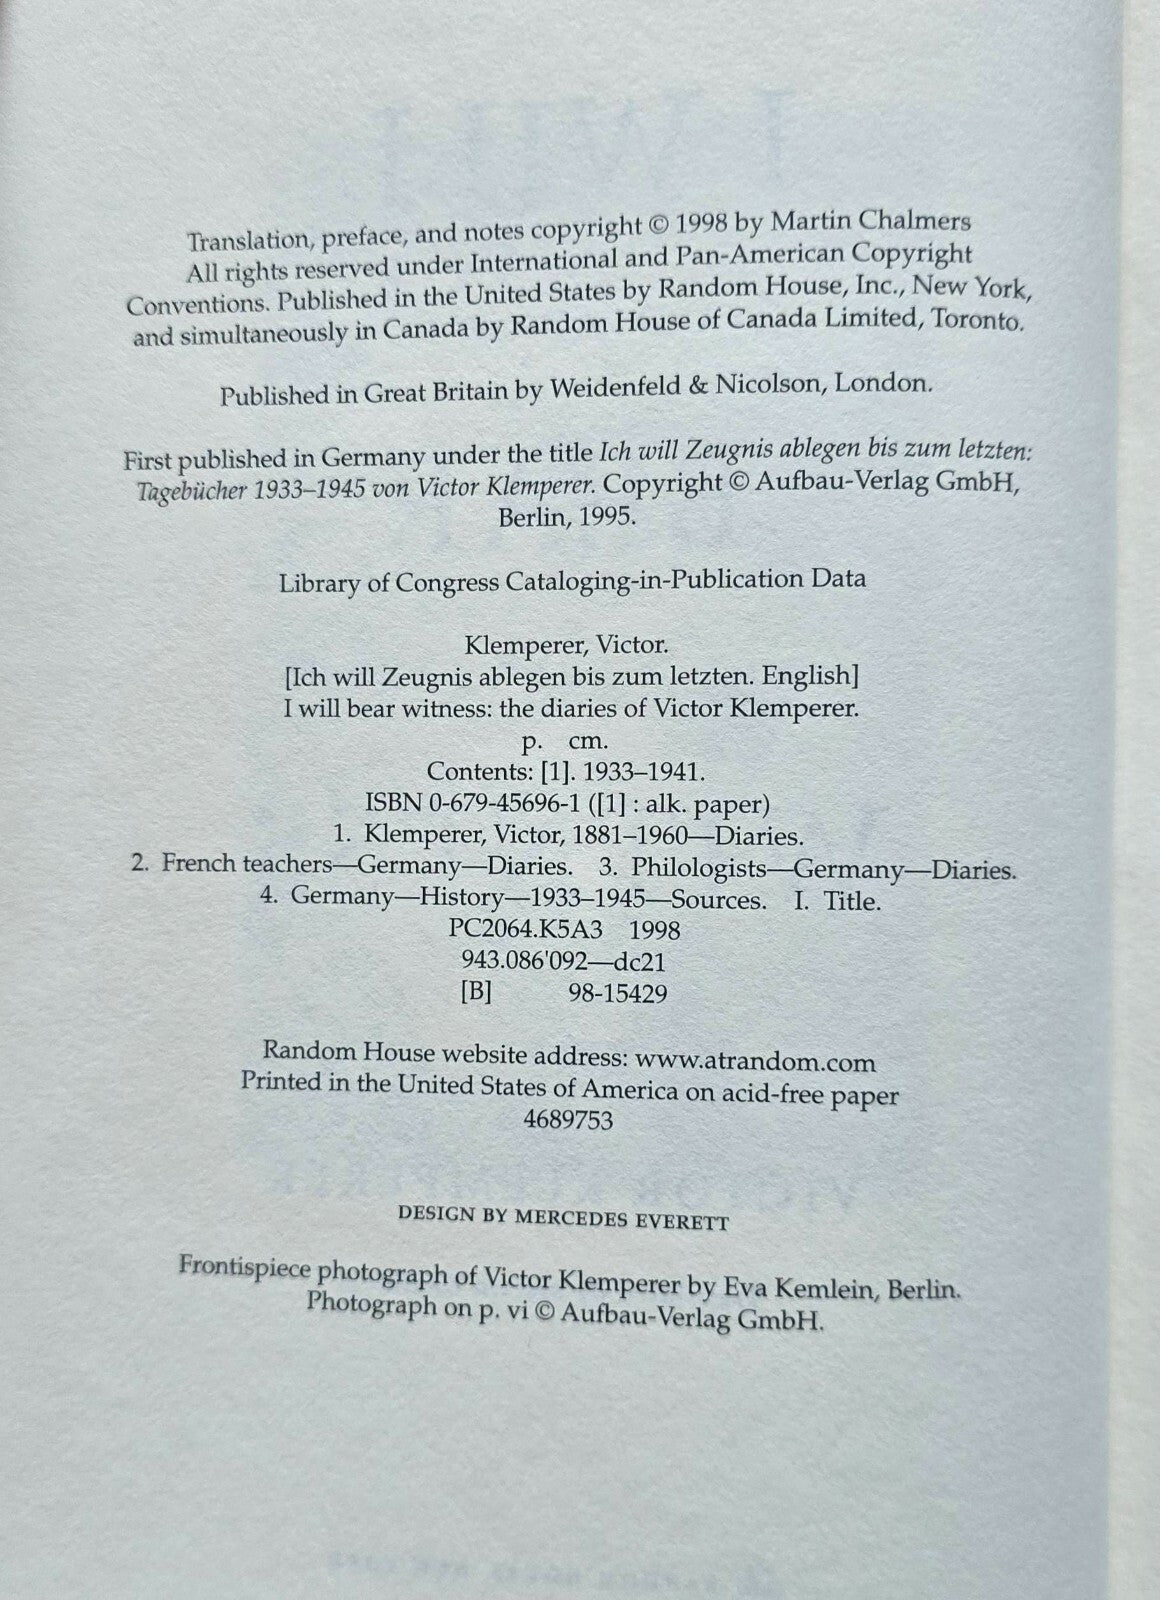 Translation, preface, and notes copyright © 1998 by Martin Chalmers
All rights reserved under International and Pan-American Copyright
Conventions. Published in the United States by Random House, Inc., New York,
and simultaneously in Canada by Random House of Canada Limited, Toronto.
Published in Great Britain by Weidenfeld & Nicolson, London.
First published in Germany under the title Ich will Zeugnis ablegen bis zum letzten:
Tagebücher 1933–1945 von Victor Klemperer. Copyright © Aufbau-Verlag GmbH,
Berlin, 1995.
Library of Congress Cataloging-in-Publication Data
Klemperer, Victor.
[Ich will Zeugnis ablegen bis zum letzten. English]
I will bear witness: the diaries of Victor Klemperer.
p. cm.
Contents: [1]. 1933–1941.
ISBN 0-679-45696-1 ([1] : alk. paper)
1. Klemperer, Victor, 1881–1960—Diaries.
2. French teachers—Germany—Diaries. 3. Philologists—Germany—Diaries.
4. Germany—History—1933–1945—Sources. I. Title.
PC2064.K5A3 1998
943.086'092—dc21
[B] 98-15429
Random House website address: www.atrandom.com
Printed in the United States of America on acid-free paper
4689753
DESIGN BY MERCEDES EVERETT
Frontispiece photograph of Victor Klemperer by Eva Kemlein, Berlin.
Photograph on p. vi © Aufbau-Verlag GmbH.